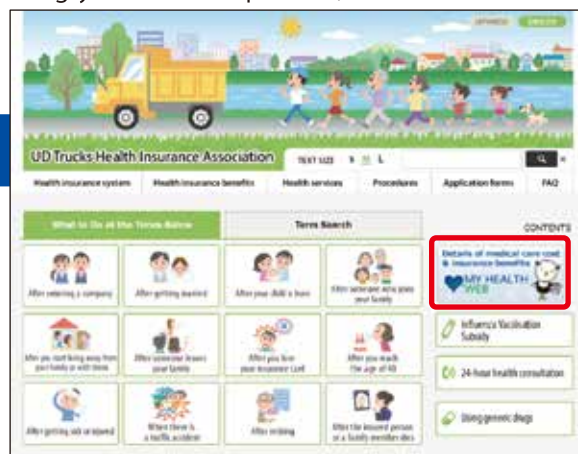 JAPANESE
ENGLISH
UD Trucks Health Insurance Association
TEXT SIZE S M L
Health insurance system
Health insurance benefits
Health services
Procedures
Application forms
FAQ
What to Do at the Times Below
Term Search
CONTENTS
After entering a company
After getting married
After your child is born
After someone joins
your family
After you start living away from
your family or with them
After someone leaves
your family
After you lose
your insurance card
After you reach
the age of 40
After getting sick or injured
When there is
a traffic accident
After retiring
After the insured person
or a family member dies
Details of medical care cost
& insurance benefits
MY HEALTH
WEB
Influenza Vaccination
Subsidy
24-hour health consultation
Using generic drugs